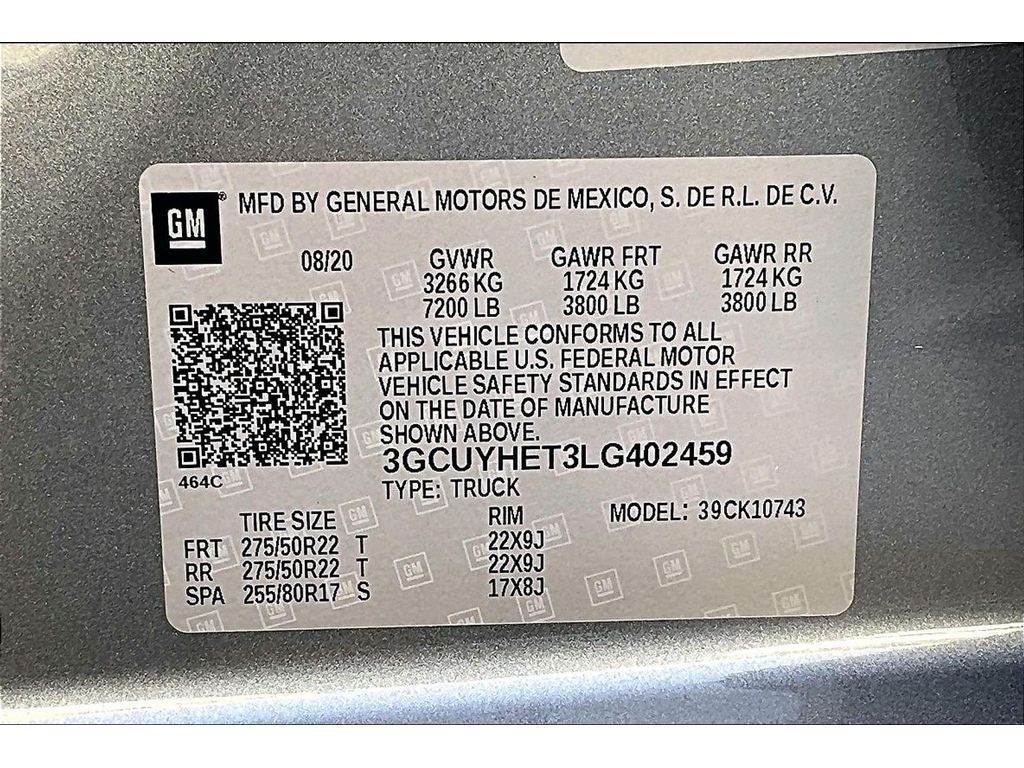 GM
MFD BY GENERAL MOTORS DE MEXICO, S. DE R.L. DE C.V.
08/20 GVWR GAWR FRT GAWR RR
3266 KG 1724 KG 1724 KG
7200 LB 3800 LB 3800 LB
THIS VEHICLE CONFORMS TO ALL
APPLICABLE U.S. FEDERAL MOTOR
VEHICLE SAFETY STANDARDS IN EFFECT
ON THE DATE OF MANUFACTURE
SHOWN ABOVE.
3GCUYHET3LG402459
464C
TYPE: TRUCK
TIRE SIZE RIM MODEL: 39CK10743
FRT 275/50R22 T 22X9J
RR 275/50R22 T 22X9J
SPA 255/80R17 S 17X8J